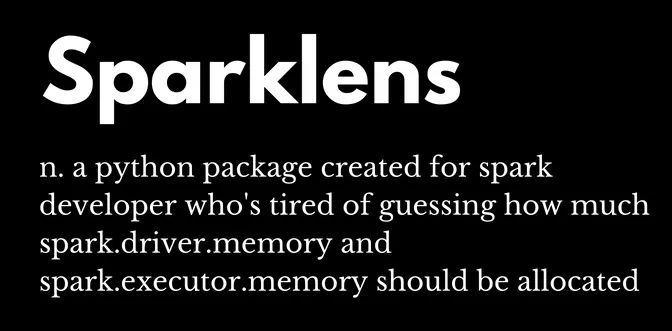 Sparklens
n. a python package created for spark
developer who's tired of guessing how much
spark.driver.memory and
spark.executor.memory should be allocated